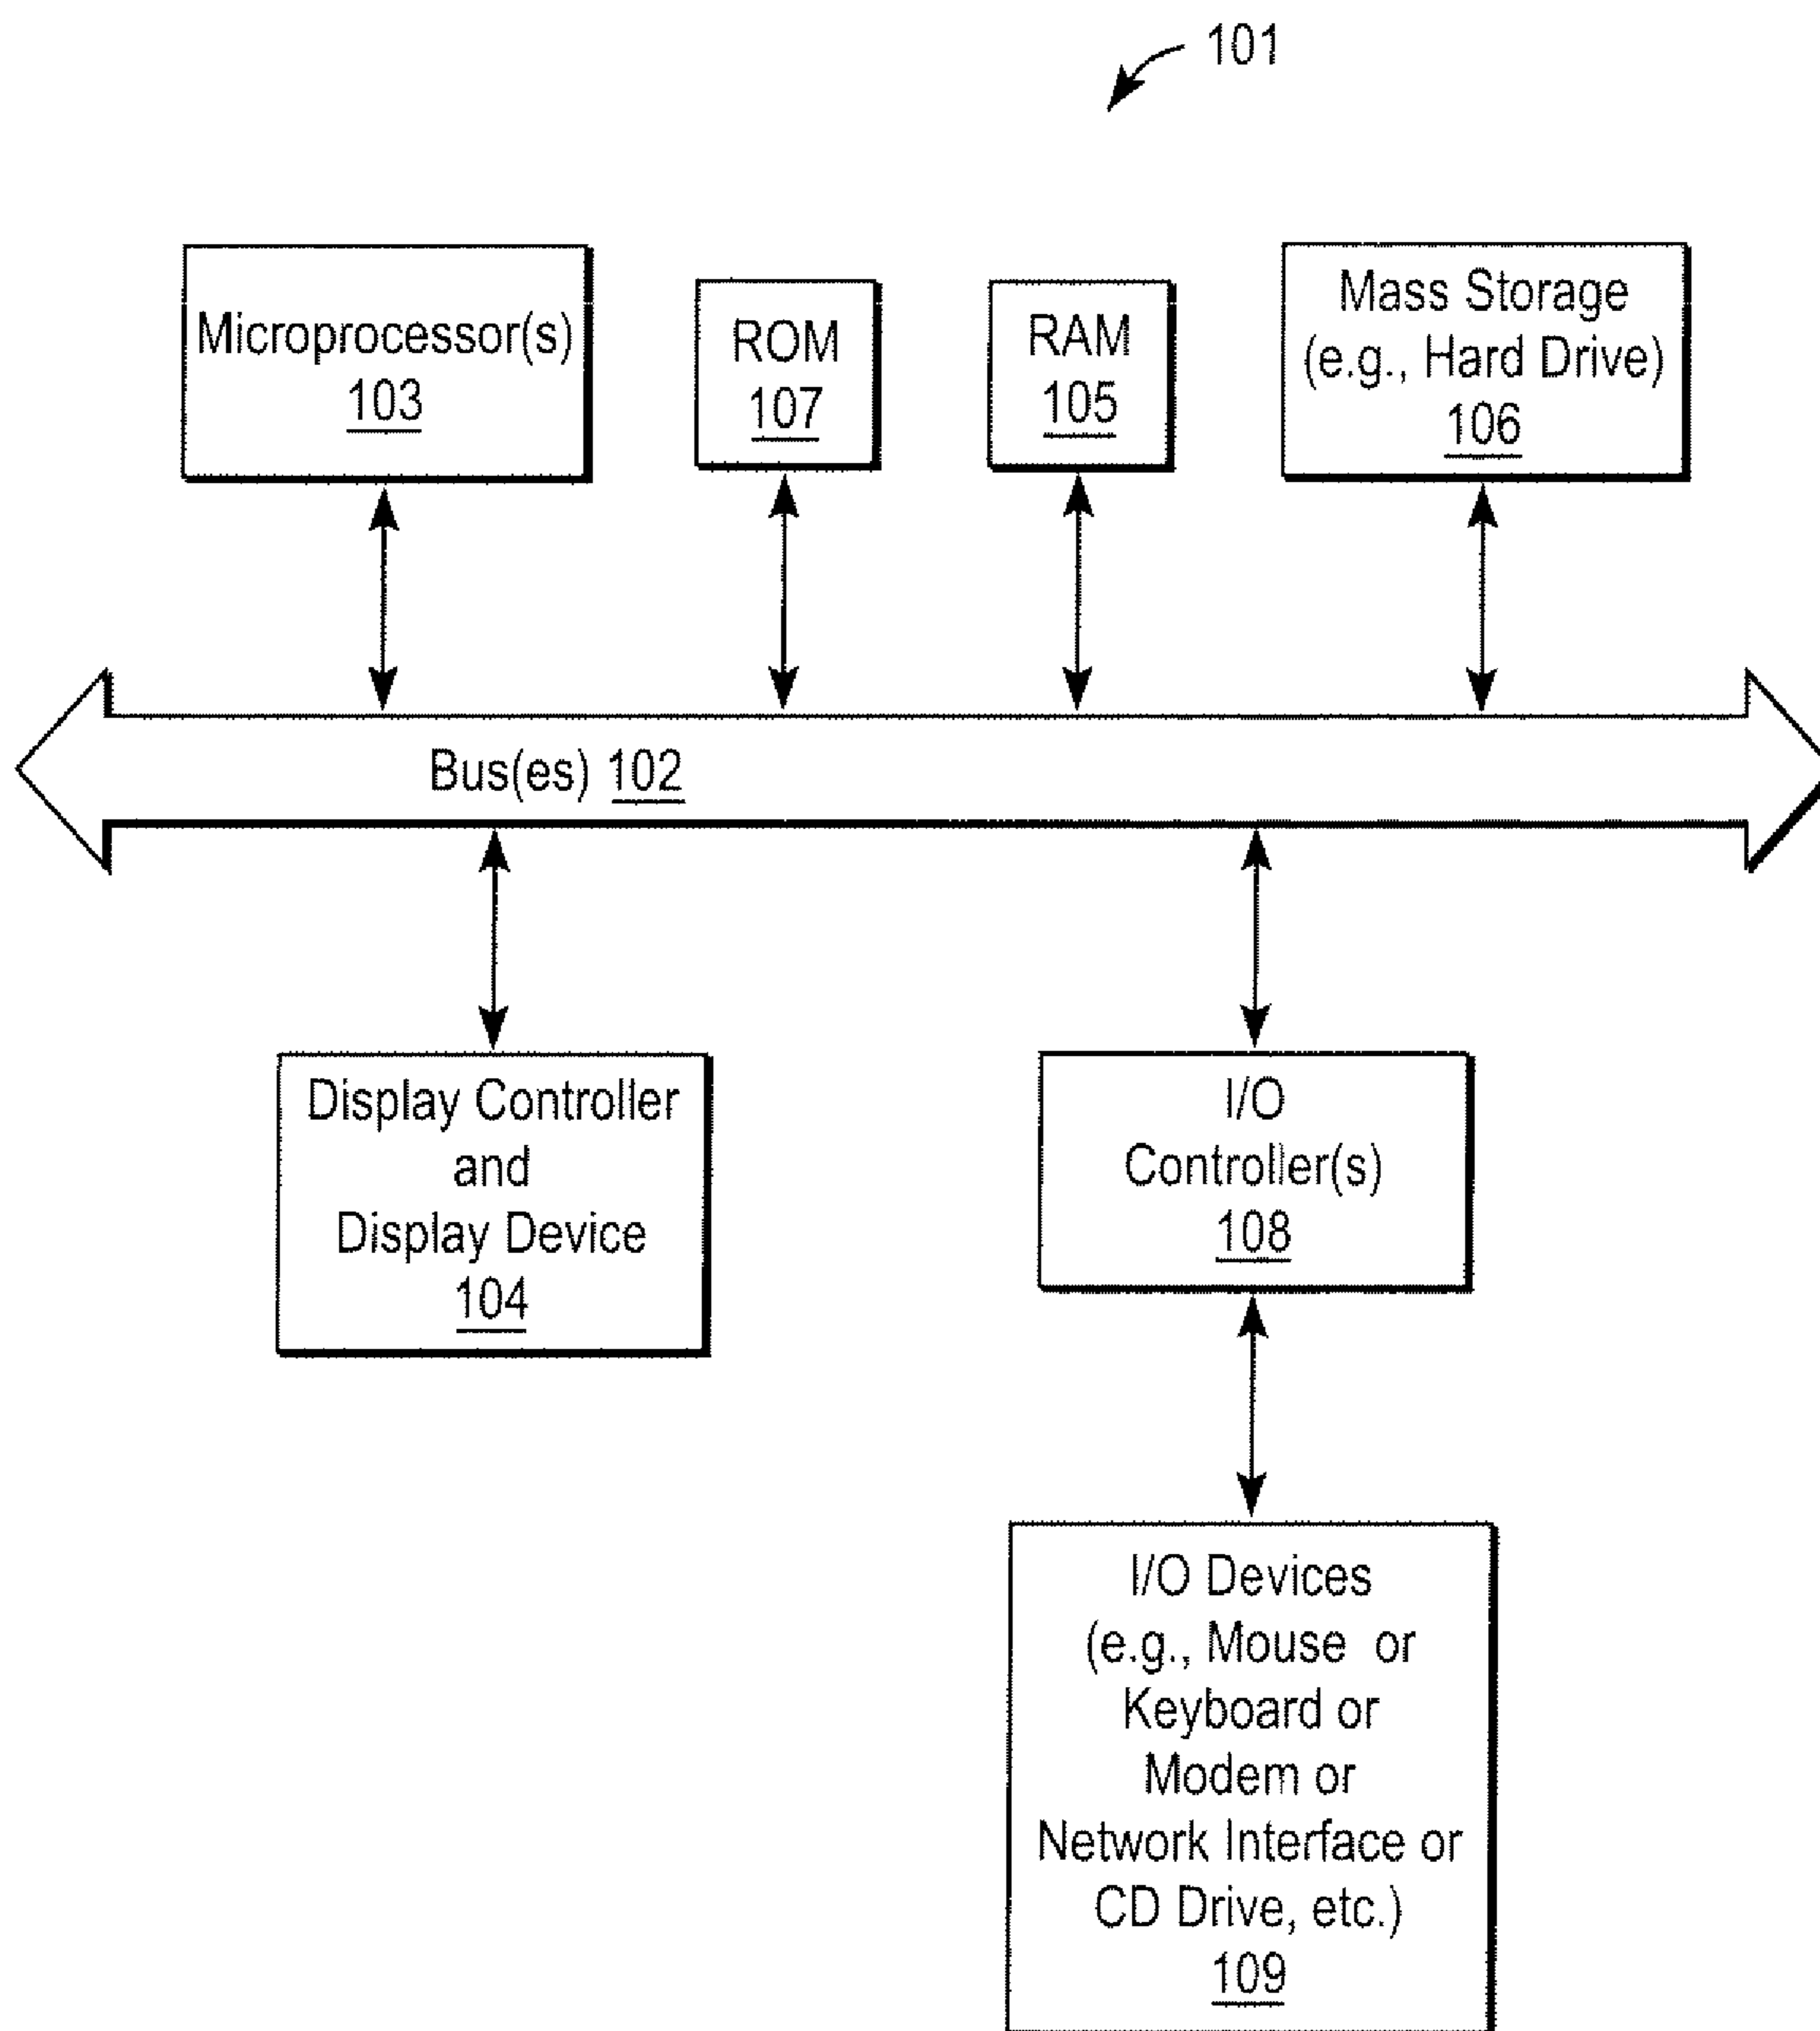 101
Microprocessor(s)
103
ROM
107
RAM
105
Mass Storage
(e.g., Hard Drive)
106
Bus(es) 102
Display Controller
and
Display Device
104
I/O
Controller(s)
108
I/O Devices
(e.g., Mouse or
Keyboard or
Modem or
Network Interface or
CD Drive, etc.)
109